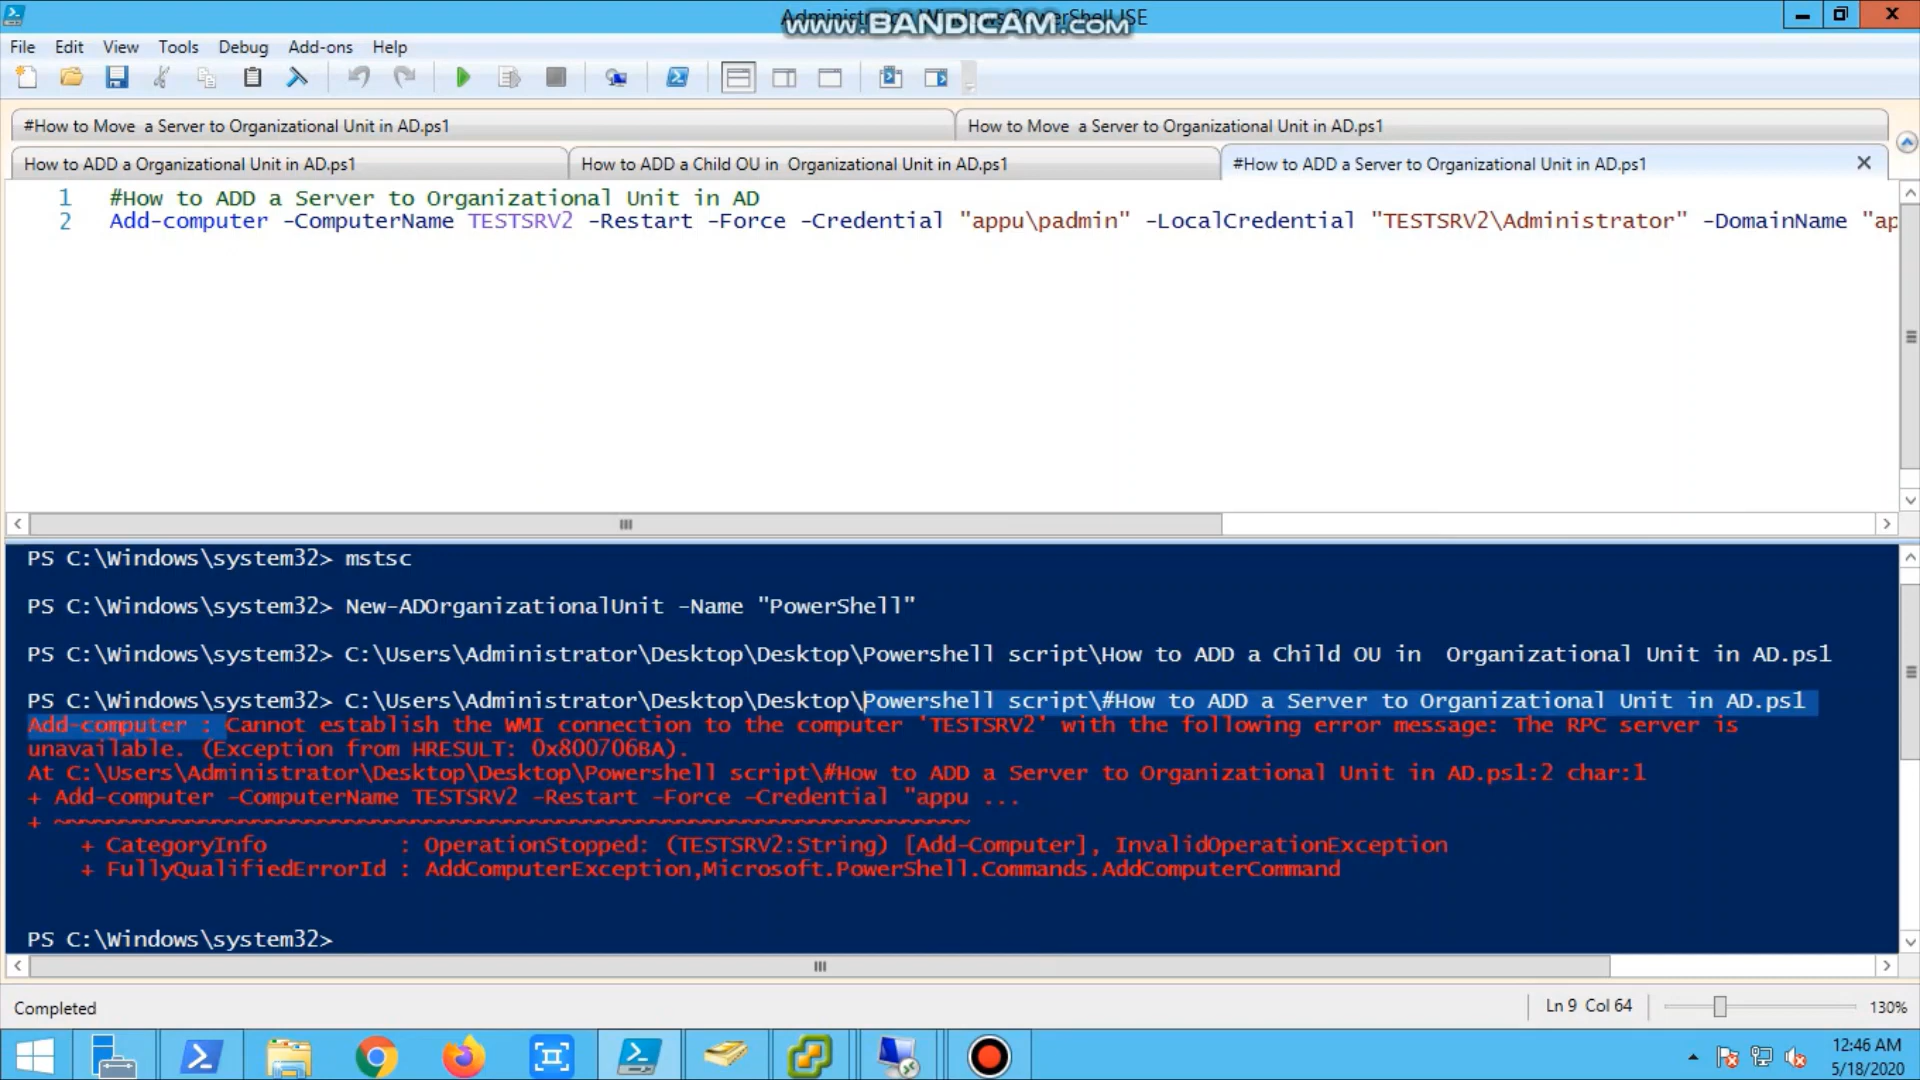 Administrator: Windows PowerShell ISE
www.BANDICAM.com
File Edit View Tools Debug Add-ons Help
#How to Move  a Server to Organizational Unit in AD.ps1
How to Move  a Server to Organizational Unit in AD.ps1
How to ADD a Organizational Unit in AD.ps1
How to ADD a Child OU in  Organizational Unit in AD.ps1
#How to ADD a Server to Organizational Unit in AD.ps1
1 #How to ADD a Server to Organizational Unit in AD
2 Add-computer -ComputerName TESTSRV2 -Restart -Force -Credential "appu\padmin" -LocalCredential "TESTSRV2\Administrator" -DomainName "ap
PS C:\Windows\system32> mstsc
PS C:\Windows\system32> New-ADOrganizationalUnit -Name "PowerShell"
PS C:\Windows\system32> C:\Users\Administrator\Desktop\Desktop\Powershell script\How to ADD a Child OU in  Organizational Unit in AD.ps1
PS C:\Windows\system32> C:\Users\Administrator\Desktop\Desktop\Powershell script\#How to ADD a Server to Organizational Unit in AD.ps1
Add-computer : Cannot establish the WMI connection to the computer 'TESTSRV2' with the following error message: The RPC server is
unavailable. (Exception from HRESULT: 0x800706BA).
At C:\Users\Administrator\Desktop\Desktop\Powershell script\#How to ADD a Server to Organizational Unit in AD.ps1:2 char:1
+ Add-computer -ComputerName TESTSRV2 -Restart -Force -Credential "appu ...
+ ~~~~~~~~~~~~~~~~~~~~~~~~~~~~~~~~~~~~~~~~~~~~~~~~~~~~~~~~~~~~~~~~~~~~~
+ CategoryInfo : OperationStopped: (TESTSRV2:String) [Add-Computer], InvalidOperationException
+ FullyQualifiedErrorId : AddComputerException,Microsoft.PowerShell.Commands.AddComputerCommand
PS C:\Windows\system32>
Completed
Ln 9 Col 64
130%
12:46 AM
5/18/2020